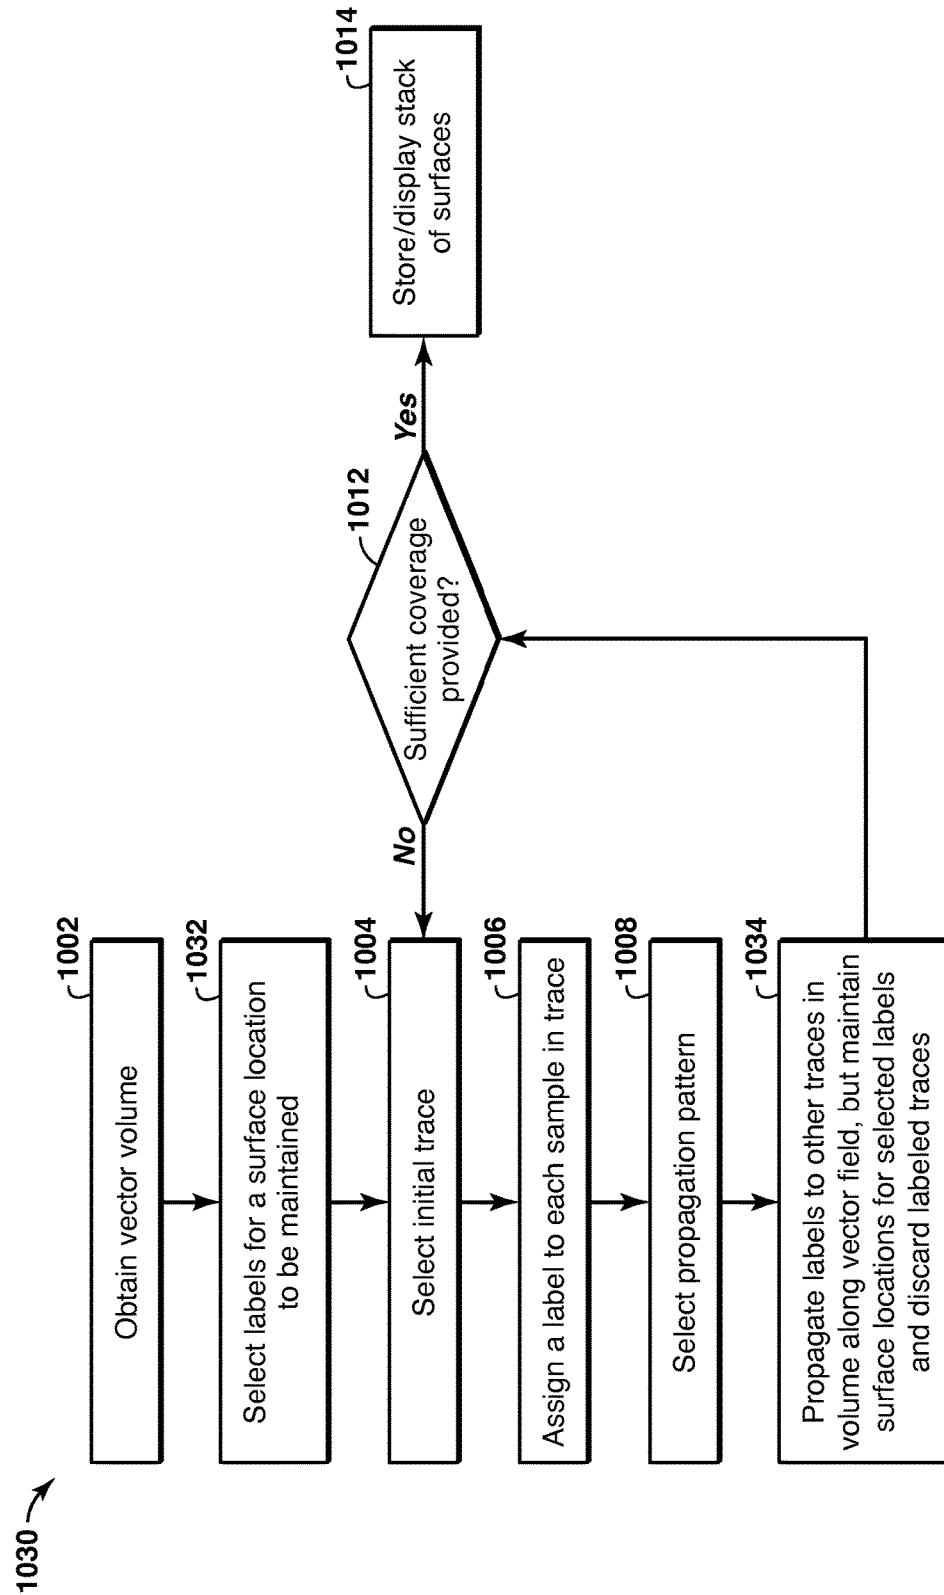 1030
1002
Obtain vector volume
1032
Select labels for a surface location
to be maintained
1004
Select initial trace
1006
Assign a label to each sample in trace
1008
Select propagation pattern
1034
Propagate labels to other traces in
volume along vector field, but maintain
surface locations for selected labels
and discard labeled traces
1012
Sufficient coverage
provided?
No
Yes
1014
Store/display stack
of surfaces